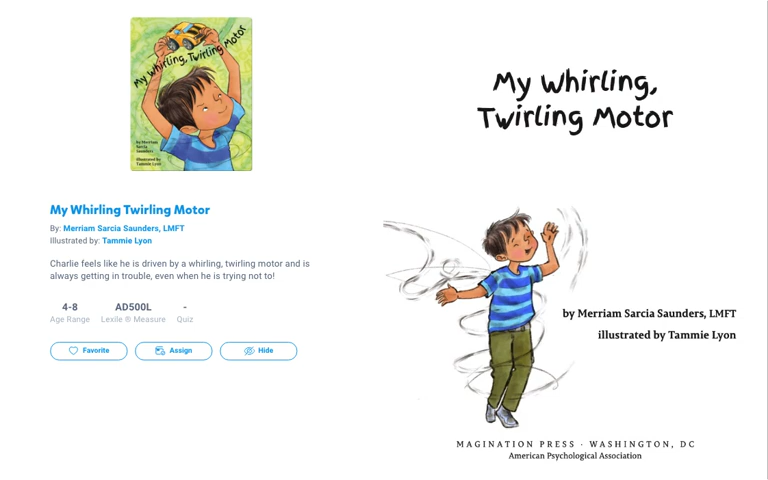 My Whirling, Twirling Motor
by Merriam
Sarcia
Saunders
illustrated by
Tammie Lyon
My Whirling Twirling Motor
By: Merriam Sarcia Saunders, LMFT
Illustrated by: Tammie Lyon
Charlie feels like he is driven by a whirling, twirling motor and is
always getting in trouble, even when he is trying not to!
4-8 AD500L -
Age Range Lexile ® Measure Quiz
Favorite Assign Hide
My Whirling,
Twirling Motor
by Merriam Sarcia Saunders, LMFT
illustrated by Tammie Lyon
MAGINATION PRESS · WASHINGTON, DC
American Psychological Association